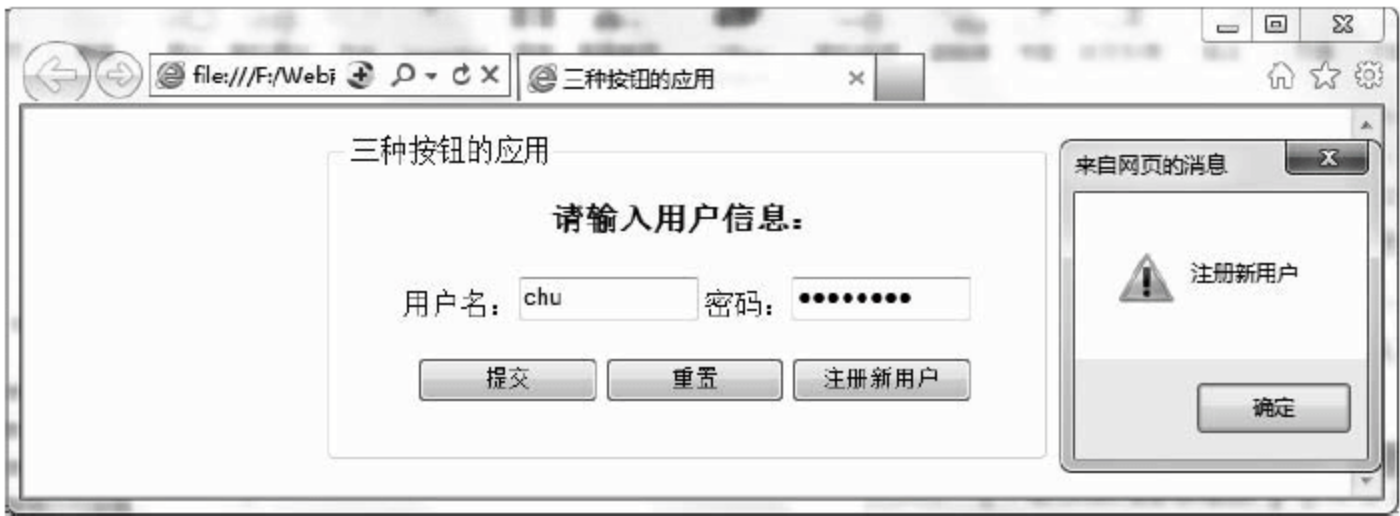 file:///F:/Webi
三种按钮的应用
三种按钮的应用
请输入用户信息：
用户名： chu 密码： ••••••••
提交 重置 注册新用户
来自网页的消息
注册新用户
确定